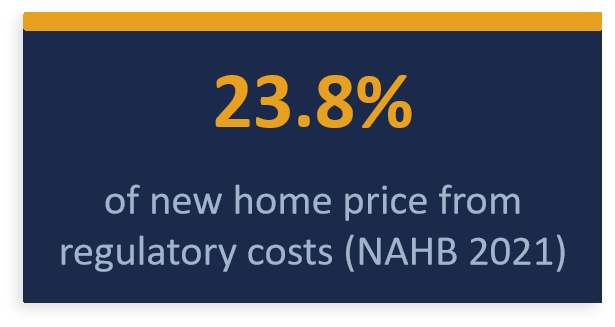 23.8%
of new home price from
regulatory costs (NAHB 2021)